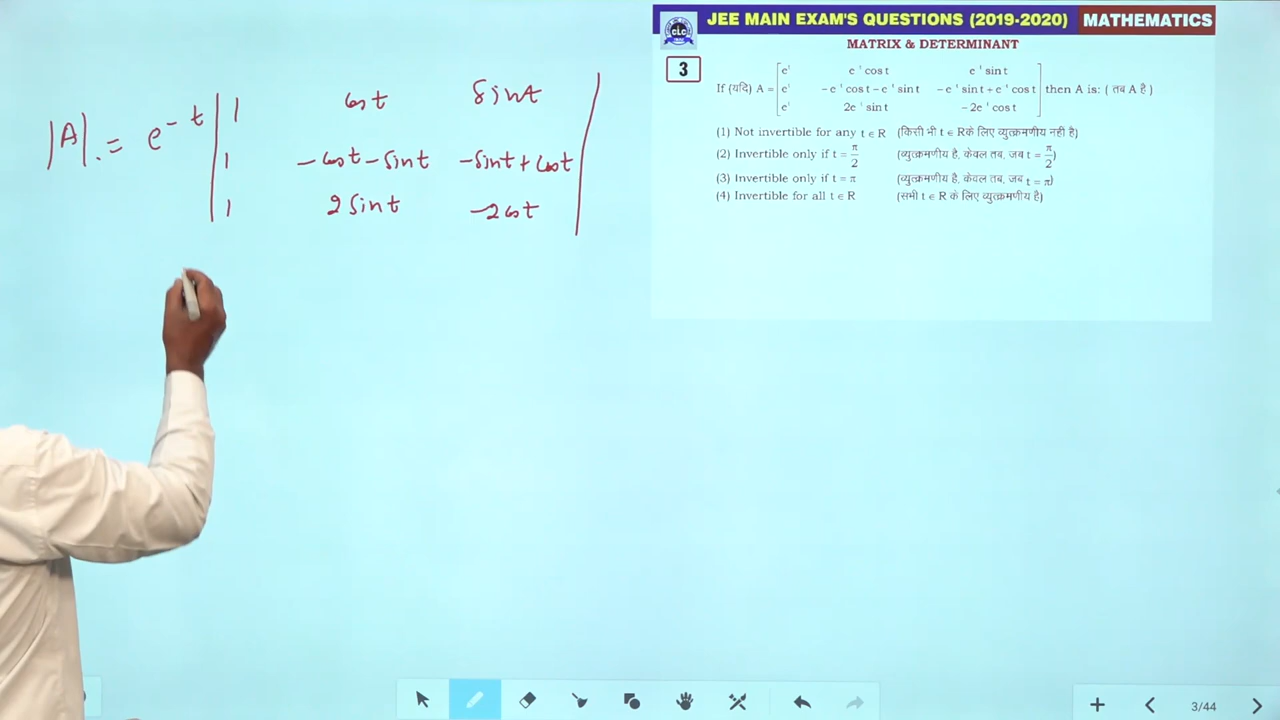 JEE MAIN EXAM'S QUESTIONS (2019-2020) MATHEMATICS
CLC
MATRIX & DETERMINANT
3
If (यदि) A = [e^t e^-t cos t e^-t sin t
e^t -e^-t cos t - e^-t sin t -e^-t sin t + e^-t cos t
e^t 2e^-t sin t -2e^-t cos t] then A is: ( तब A है )
(1) Not invertible for any t ∈ R (किसी भी t ∈ R के लिए व्युत्क्रमणीय नही है)
(2) Invertible only if t = π/2 (व्युत्क्रमणीय है, केवल तब, जब t = π/2)
(3) Invertible only if t = π (व्युत्क्रमणीय है, केवल तब, जब t = π)
(4) Invertible for all t ∈ R (सभी t ∈ R के लिए व्युत्क्रमणीय है)
|A| = e^-t | 1 cos t sin t |
1 -cos t - sin t -sin t + cos t
1 2 sin t -2 cos t
3/44